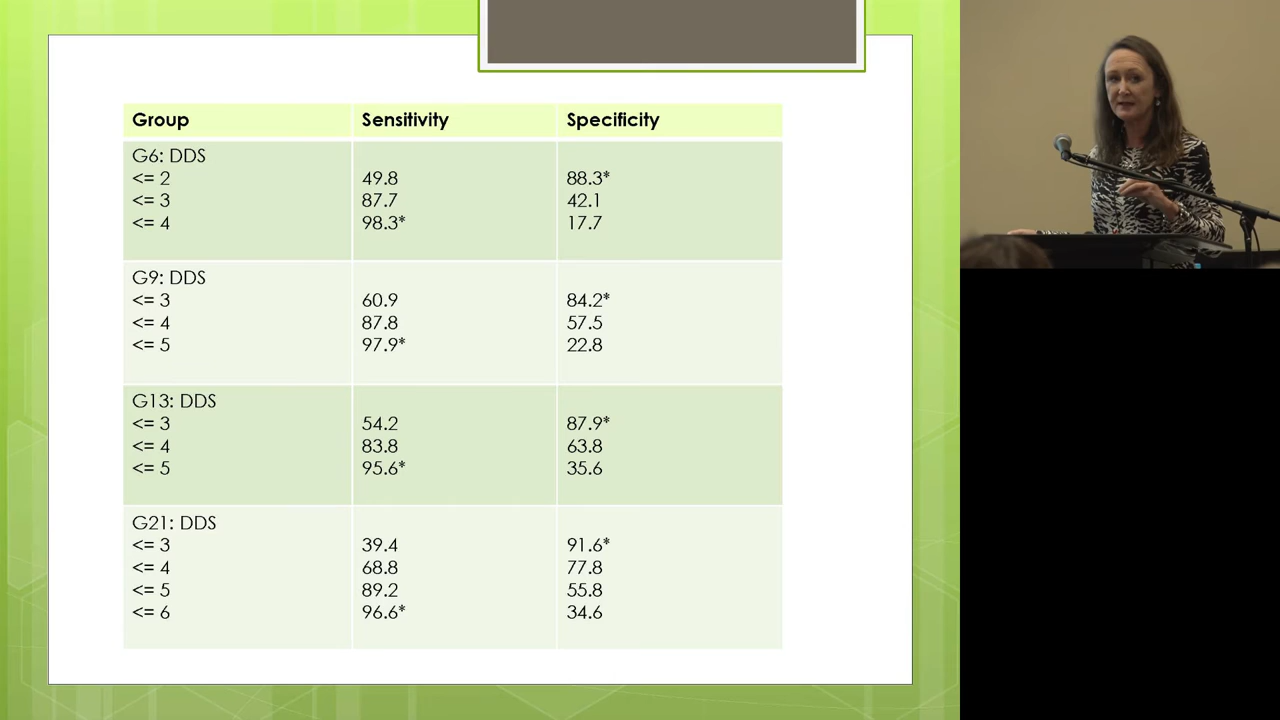 Group Sensitivity Specificity
G6: DDS
<= 2 49.8 88.3*
<= 3 87.7 42.1
<= 4 98.3* 17.7
G9: DDS
<= 3 60.9 84.2*
<= 4 87.8 57.5
<= 5 97.9* 22.8
G13: DDS
<= 3 54.2 87.9*
<= 4 83.8 63.8
<= 5 95.6* 35.6
G21: DDS
<= 3 39.4 91.6*
<= 4 68.8 77.8
<= 5 89.2 55.8
<= 6 96.6* 34.6